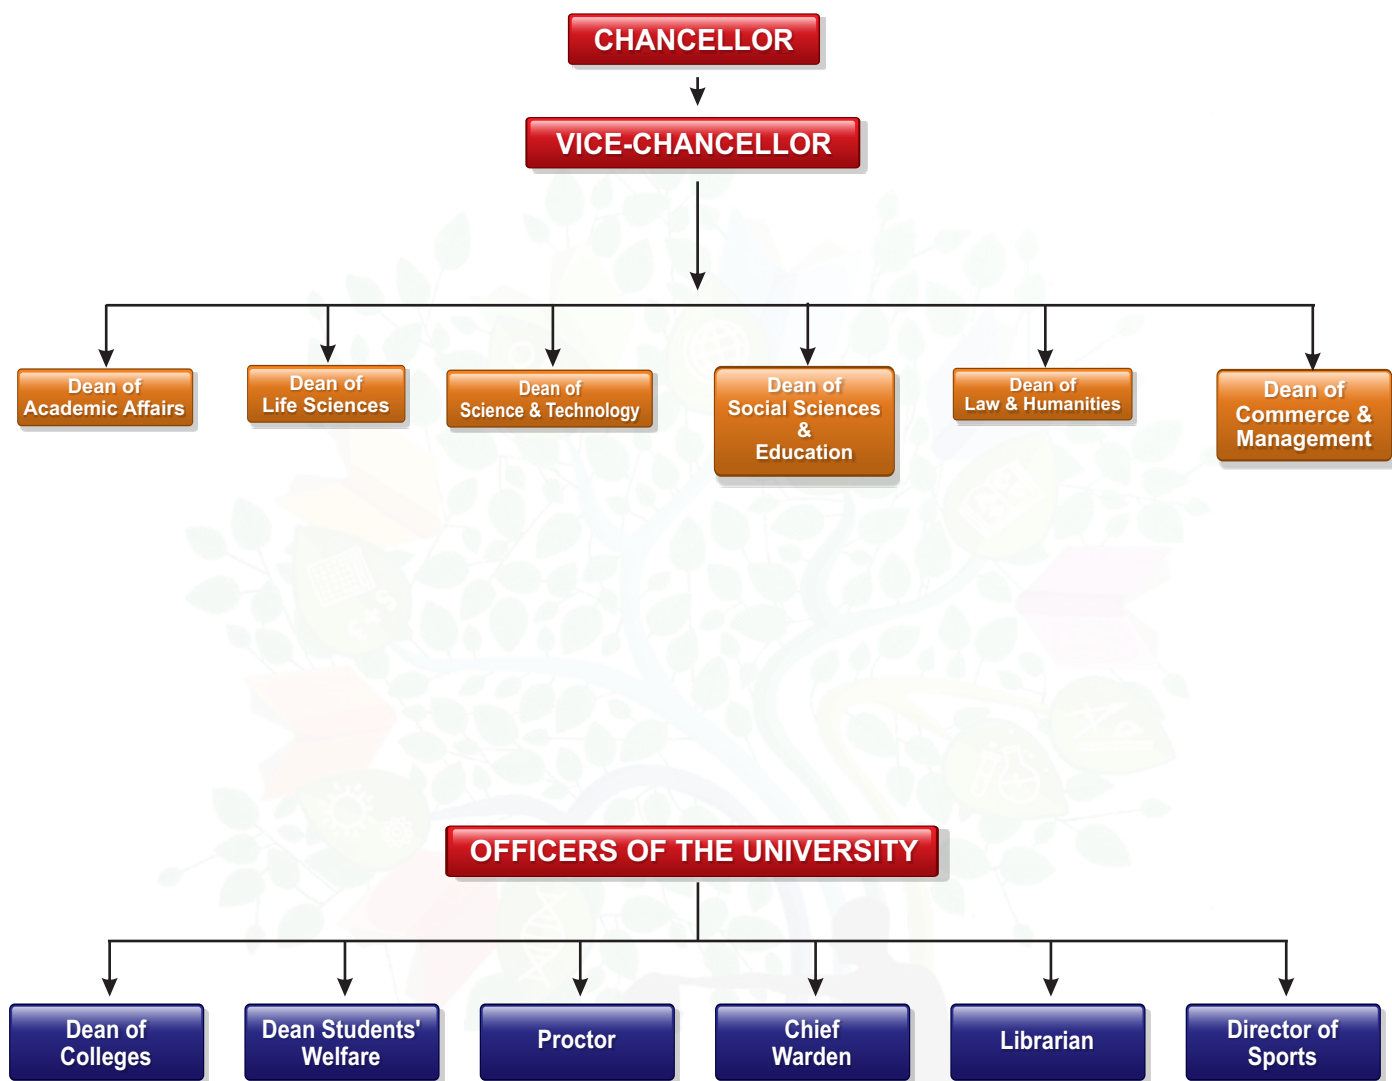 CHANCELLOR
VICE-CHANCELLOR
Dean of
Academic Affairs
Dean of
Life Sciences
Dean of
Science & Technology
Dean of
Social Sciences
&
Education
Dean of
Law & Humanities
Dean of
Commerce &
Management
OFFICERS OF THE UNIVERSITY
Dean of
Colleges
Dean Students'
Welfare
Proctor
Chief
Warden
Librarian
Director of
Sports